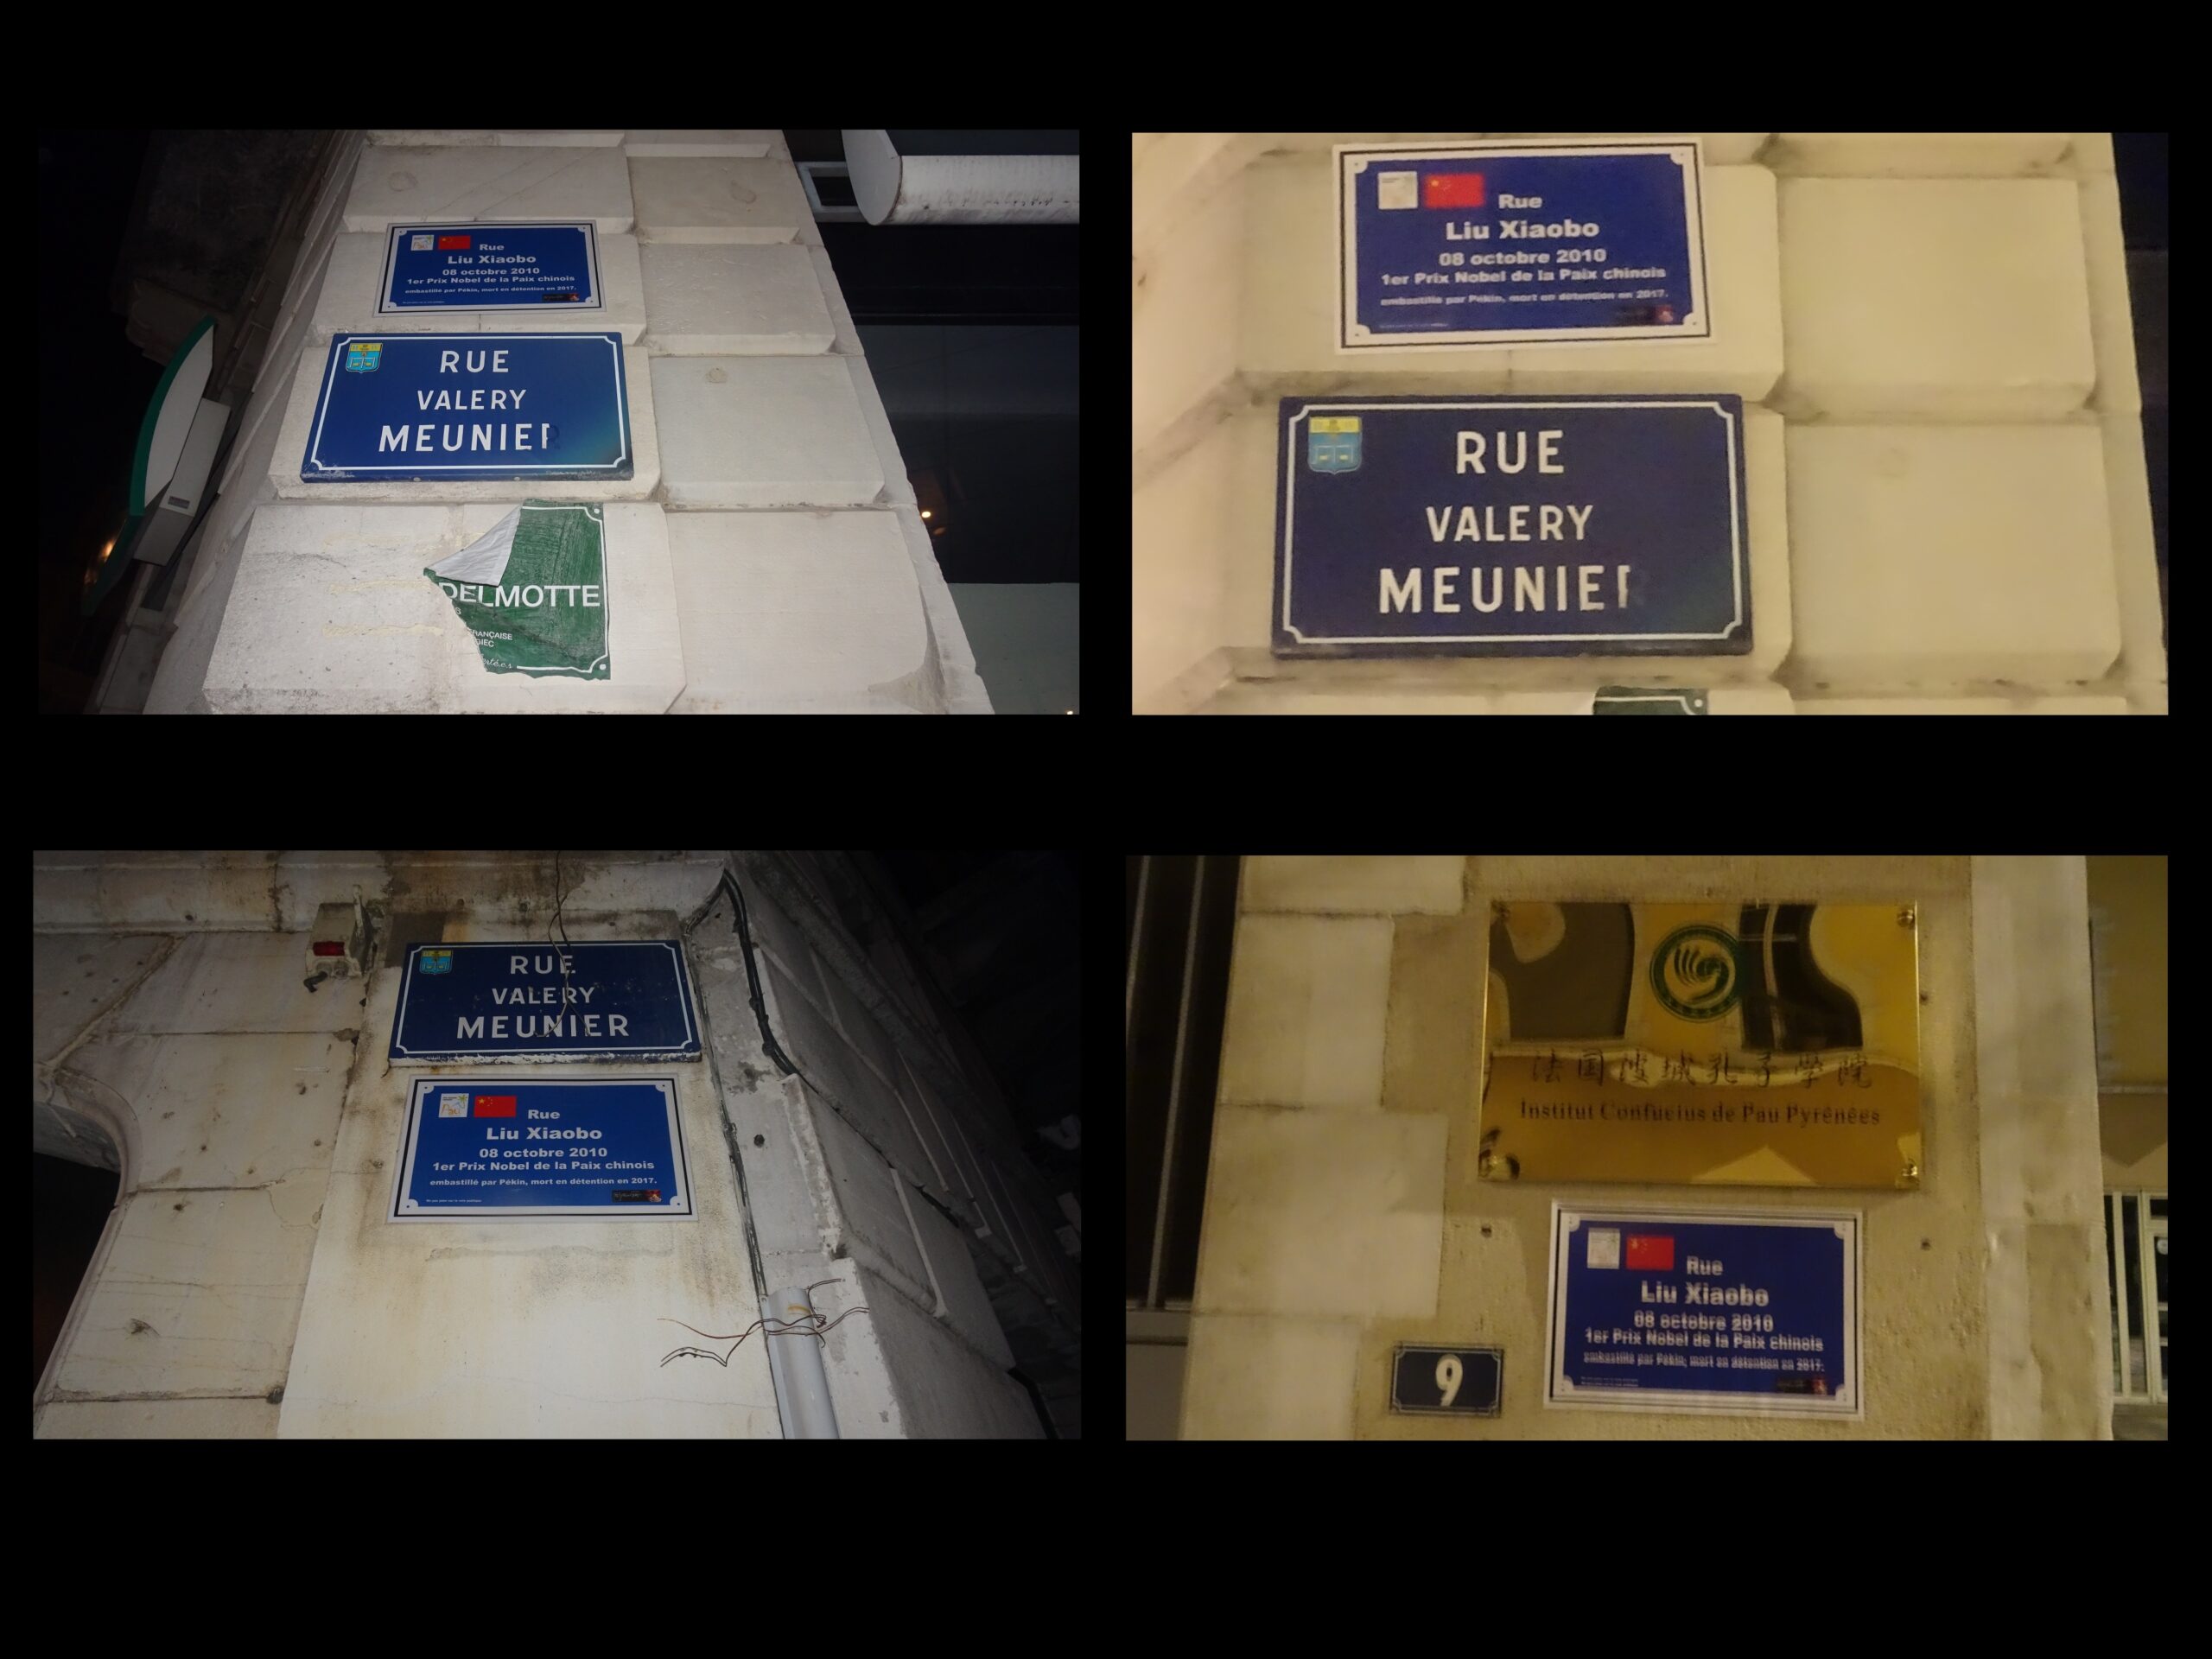 Rue
Liu Xiaobo
08 octobre 2010
1er Prix Nobel de la Paix chinois
embastillé par Pékin, mort en détention en 2017.
RUE
VALERY
MEUNIER
DELMOTTE
FRANÇAISE
GIEC
Rue
Liu Xiaobo
08 octobre 2010
1er Prix Nobel de la Paix chinois
embastillé par Pékin, mort en détention en 2017.
RUE
VALERY
MEUNIER
RUE
VALERY
MEUNIER
Pau
Rue
Liu Xiaobo
08 octobre 2010
1er Prix Nobel de la Paix chinois
embastillé par Pékin, mort en détention en 2017.
法国波城孔子學院
Institut Confucius de Pau Pyrénées
Rue
Liu Xiaobo
08 octobre 2010
1er Prix Nobel de la Paix chinois
embastillé par Pékin, mort en détention en 2017.
9